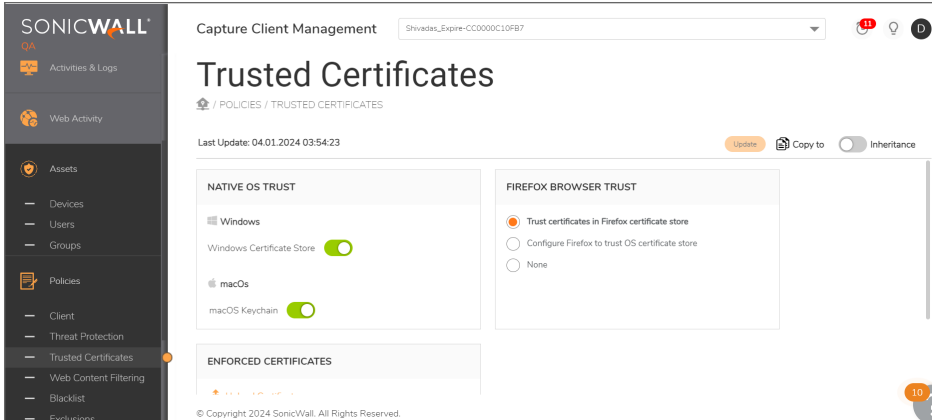 SONICWALL
QA
Activities & Logs
Web Activity
Assets
Devices
Users
Groups
Policies
Client
Threat Protection
Trusted Certificates
Web Content Filtering
Blacklist
Exclusions
Capture Client Management
Shivadas_Expire-CC0000C10FB7
11
D
Trusted Certificates
/ POLICIES / TRUSTED CERTIFICATES
Last Update: 04.01.2024 03:54:23
Update
Copy to
Inheritance
NATIVE OS TRUST
Windows
Windows Certificate Store
macOs
macOS Keychain
FIREFOX BROWSER TRUST
Trust certificates in Firefox certificate store
Configure Firefox to trust OS certificate store
None
ENFORCED CERTIFICATES
© Copyright 2024 SonicWall. All Rights Reserved.
10